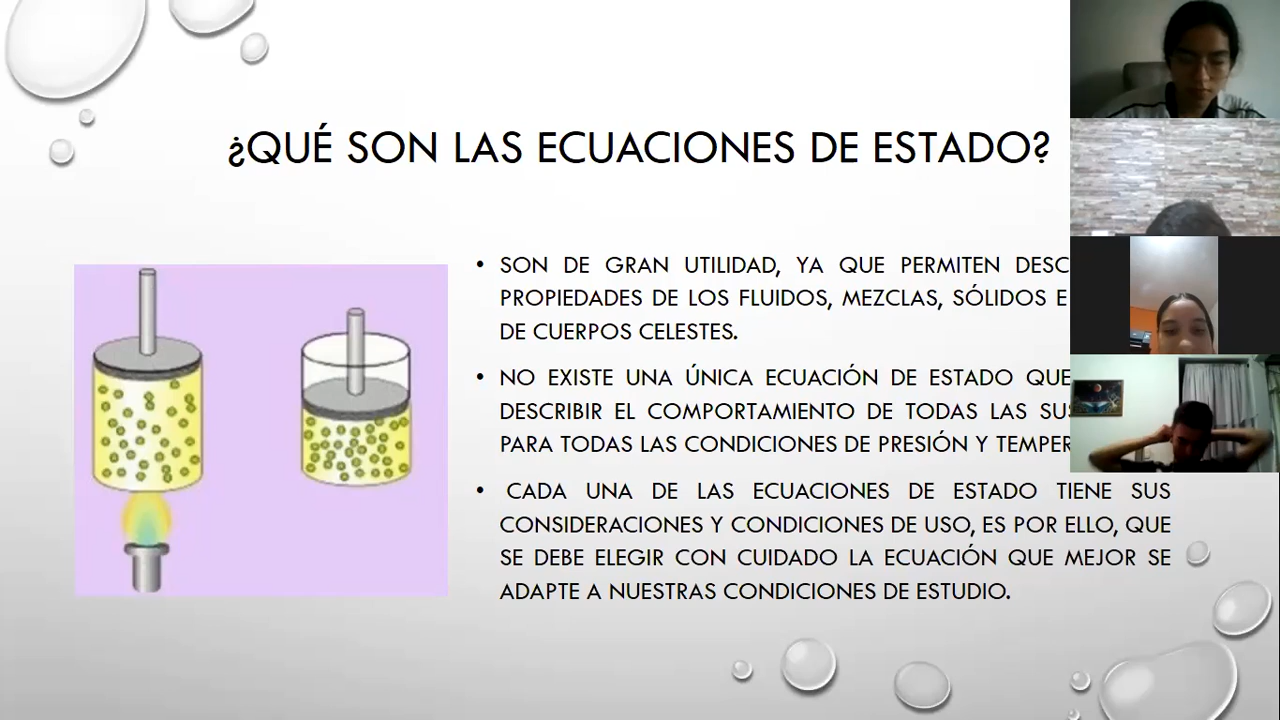 ¿QUÉ SON LAS ECUACIONES DE ESTADO?
• SON DE GRAN UTILIDAD, YA QUE PERMITEN
PROPIEDADES DE LOS FLUIDOS, MEZCLAS, SÓLIDOS E
DE CUERPOS CELESTES.
• NO EXISTE UNA ÚNICA ECUACIÓN DE ESTADO QUE
DESCRIBIR EL COMPORTAMIENTO DE TODAS LAS
PARA TODAS LAS CONDICIONES DE PRESIÓN Y
• CADA UNA DE LAS ECUACIONES DE ESTADO TIENE SUS
CONSIDERACIONES Y CONDICIONES DE USO, ES POR ELLO, QUE
SE DEBE ELEGIR CON CUIDADO LA ECUACIÓN QUE MEJOR SE
ADAPTE A NUESTRAS CONDICIONES DE ESTUDIO.